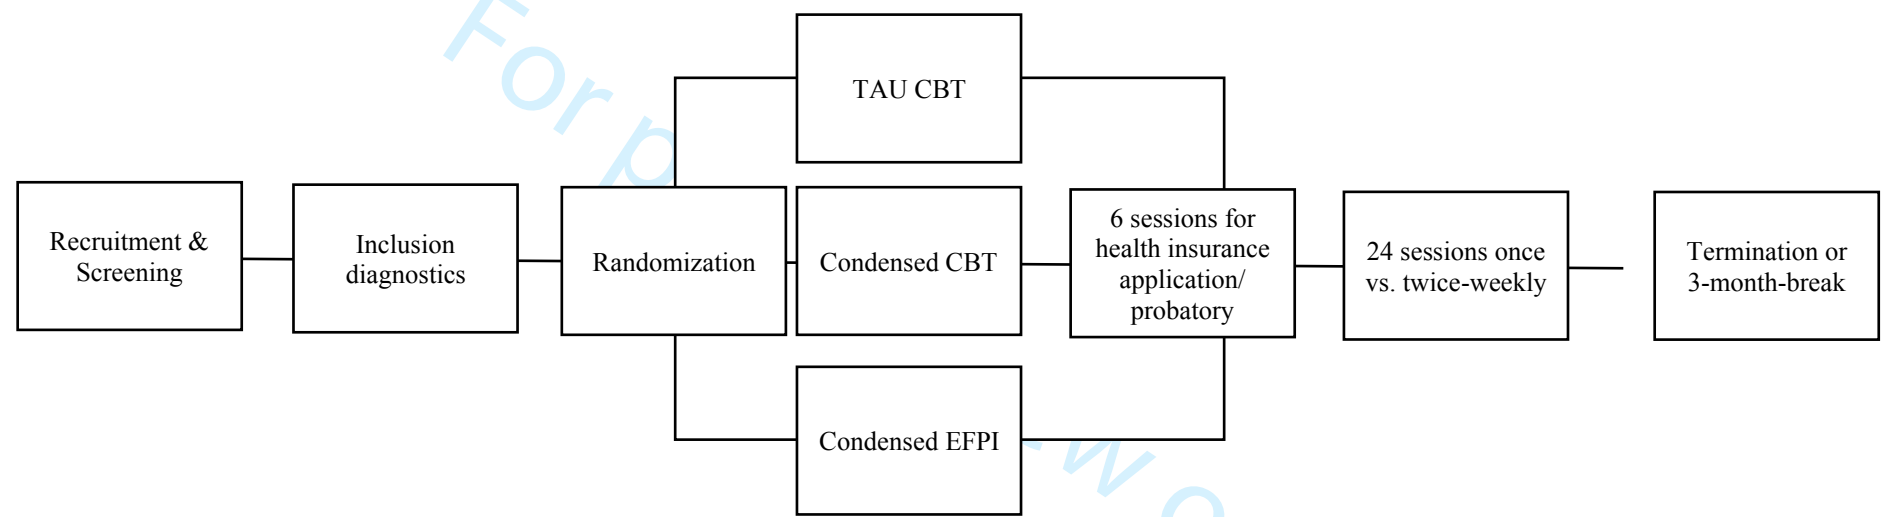 For p
TAU CBT
Recruitment &
Screening
Inclusion
diagnostics
Randomization
Condensed CBT
6 sessions for
health insurance
application/
probatory
24 sessions once
vs. twice-weekly
Termination or
3-month-break
Condensed EFPI